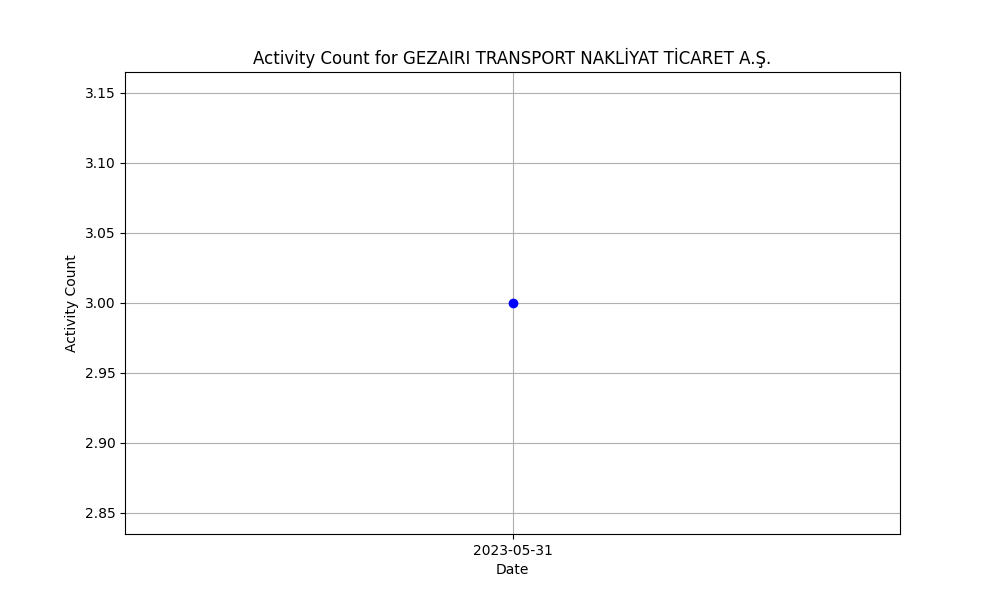 Activity Count for GEZAIRI TRANSPORT NAKLİYAT TİCARET A.Ş.
3.15
3.10
3.05
3.00
2.95
2.90
2.85
Activity Count
2023-05-31
Date